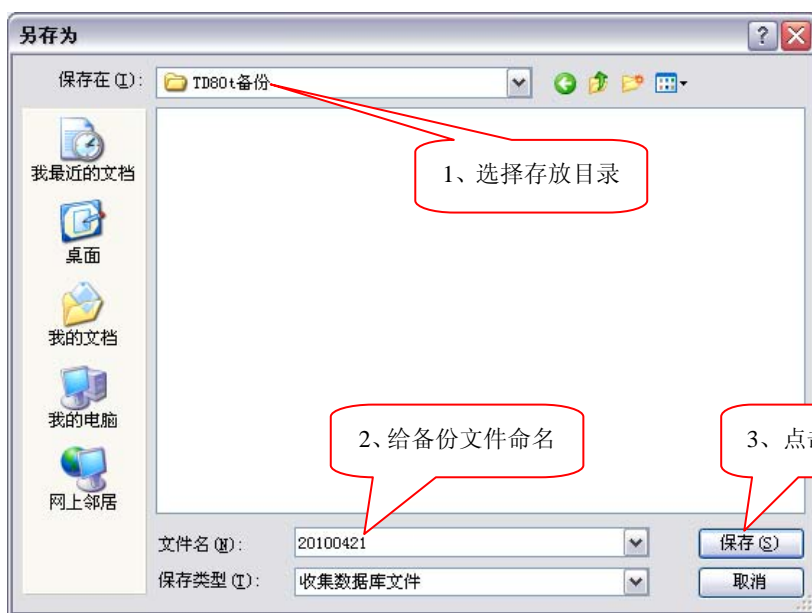 另存为
保存在(I):
TD80t备份
1、选择存放目录
我最近的文档
桌面
我的文档
我的电脑
网上邻居
2、给备份文件命名
3、点
文件名(N):
20100421
保存(S)
保存类型(T):
收集数据库文件
取消